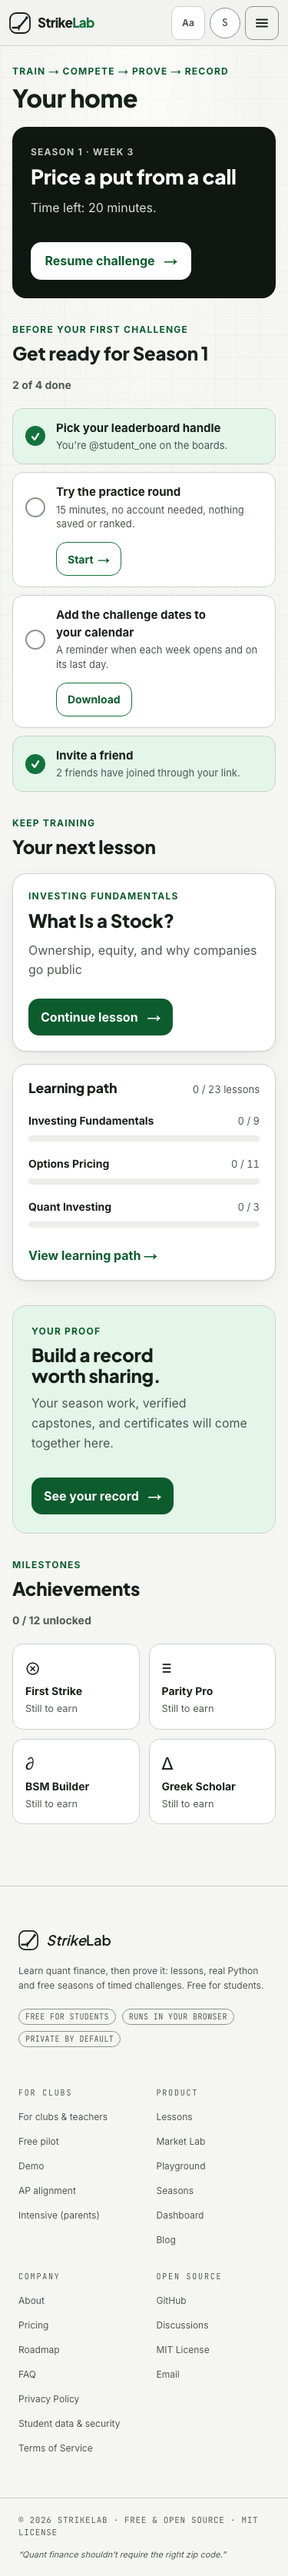 StrikeLab
Aa
S
TRAIN → COMPETE → PROVE → RECORD
Your home
SEASON 1 · WEEK 3
Price a put from a call
Time left: 20 minutes.
Resume challenge →
BEFORE YOUR FIRST CHALLENGE
Get ready for Season 1
2 of 4 done
Pick your leaderboard handle
You're @student_one on the boards.
Try the practice round
15 minutes, no account needed, nothing
saved or ranked.
Start →
Add the challenge dates to
your calendar
A reminder when each week opens and on
its last day.
Download
Invite a friend
2 friends have joined through your link.
KEEP TRAINING
Your next lesson
INVESTING FUNDAMENTALS
What Is a Stock?
Ownership, equity, and why companies
go public
Continue lesson →
Learning path 0 / 23 lessons
Investing Fundamentals 0 / 9
Options Pricing 0 / 11
Quant Investing 0 / 3
View learning path →
YOUR PROOF
Build a record
worth sharing.
Your season work, verified
capstones, and certificates will come
together here.
See your record →
MILESTONES
Achievements
0 / 12 unlocked
First Strike
Still to earn
Parity Pro
Still to earn
∂
BSM Builder
Still to earn
Δ
Greek Scholar
Still to earn
StrikeLab
Learn quant finance, then prove it: lessons, real Python
and free seasons of timed challenges. Free for students.
FREE FOR STUDENTS
RUNS IN YOUR BROWSER
PRIVATE BY DEFAULT
FOR CLUBS
For clubs & teachers
Free pilot
Demo
AP alignment
Intensive (parents)
PRODUCT
Lessons
Market Lab
Playground
Seasons
Dashboard
Blog
COMPANY
About
Pricing
Roadmap
FAQ
Privacy Policy
Student data & security
Terms of Service
OPEN SOURCE
GitHub
Discussions
MIT License
Email
© 2026 STRIKELAB · FREE & OPEN SOURCE · MIT
LICENSE
"Quant finance shouldn't require the right zip code."